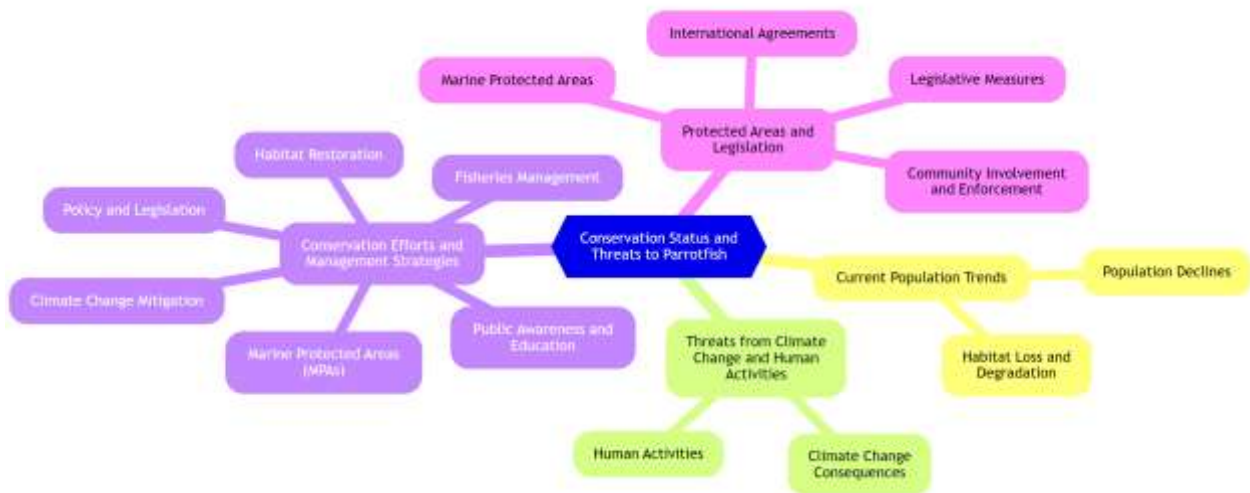 International Agreements
Marine Protected Areas
Legislative Measures
Protected Areas and
Legislation
Community Involvement
and Enforcement
Habitat Restoration
Fisheries Management
Policy and Legislation
Conservation Efforts and
Management Strategies
Climate Change Mitigation
Marine Protected Areas
(MPAs)
Public Awareness and
Education
Conservation Status and
Threats to Parrotfish
Current Population Trends
Population Declines
Habitat Loss and
Degradation
Threats from Climate
Change and Human
Activities
Human Activities
Climate Change
Consequences